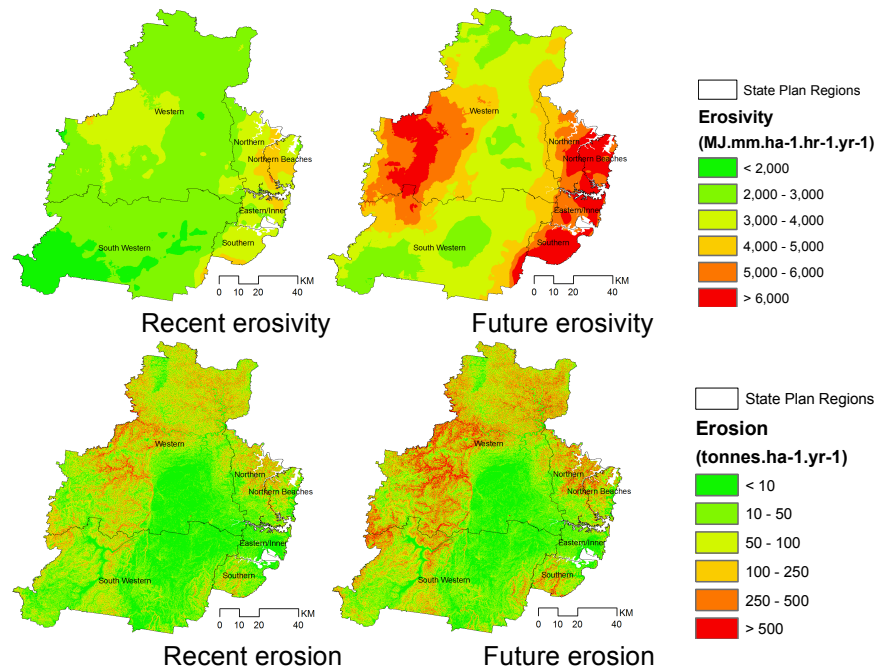 Western
Northern
Northern Beaches
Eastern/Inner
South Western
Southern
KM
0 10 20 40
Recent erosivity
Western
Northern
Northern Beaches
Eastern/Inner
South Western
Southern
KM
0 10 20 40
Future erosivity
State Plan Regions
Erosivity
(MJ.mm.ha-1.hr-1.yr-1)
< 2,000
2,000 - 3,000
3,000 - 4,000
4,000 - 5,000
5,000 - 6,000
> 6,000
Western
Northern
Northern Beaches
Eastern/Inner
South Western
Southern
KM
0 10 20 40
Recent erosion
Western
Northern
Northern Beaches
Eastern/Inner
South Western
Southern
KM
0 10 20 40
Future erosion
State Plan Regions
Erosion
(tonnes.ha-1.yr-1)
< 10
10 - 50
50 - 100
100 - 250
250 - 500
> 500